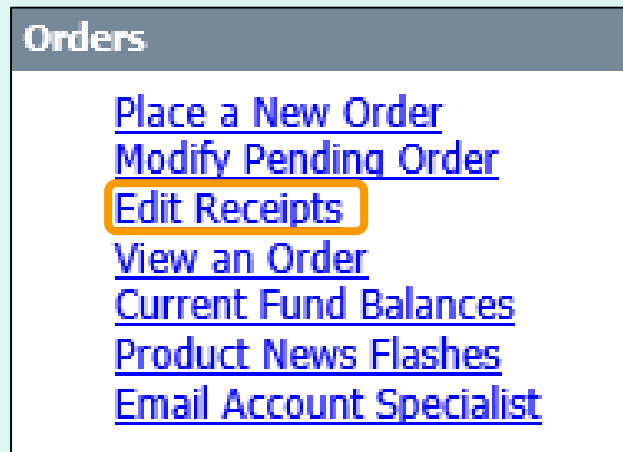 Orders
Place a New Order
Modify Pending Order
Edit Receipts
View an Order
Current Fund Balances
Product News Flashes
Email Account Specialist